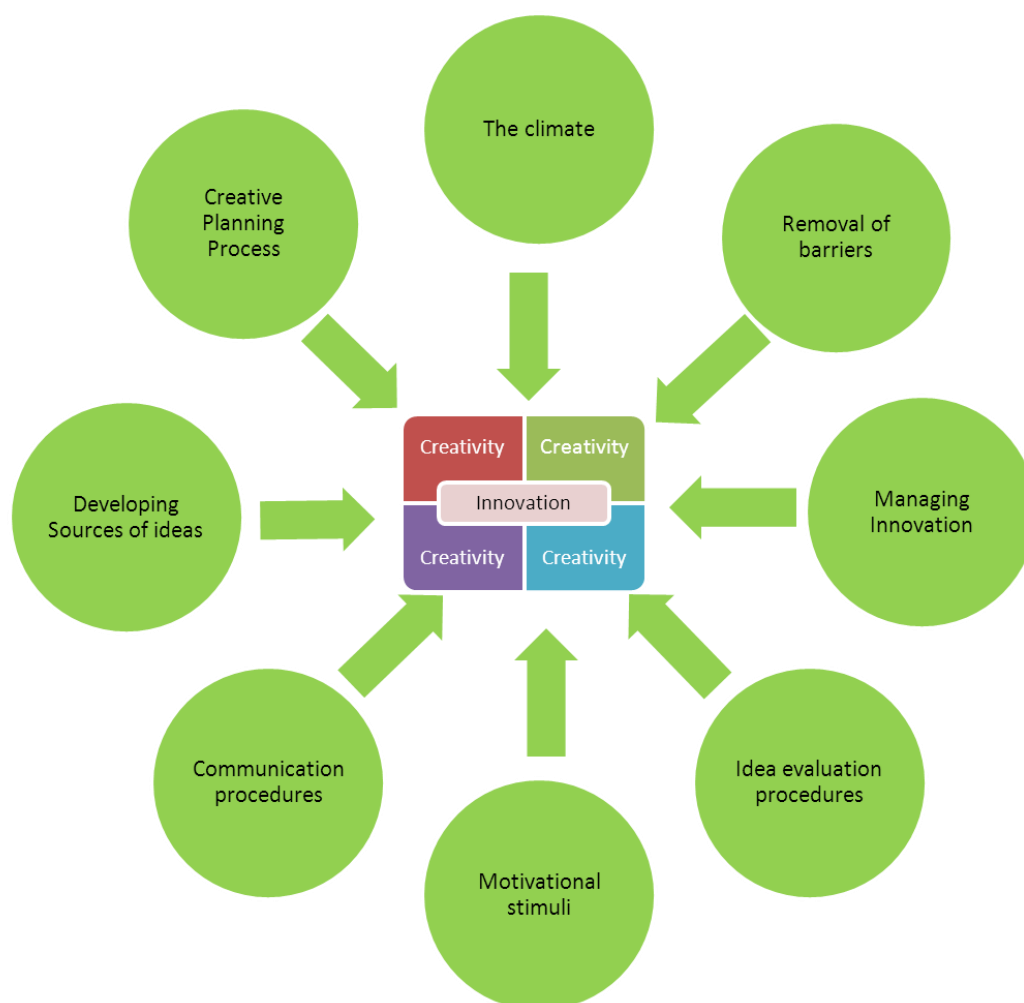 The climate
Creative
Planning
Process
Removal of
barriers
Creativity
Creativity
Innovation
Creativity
Creativity
Developing
Sources of ideas
Managing
Innovation
Communication
procedures
Idea evaluation
procedures
Motivational
stimuli